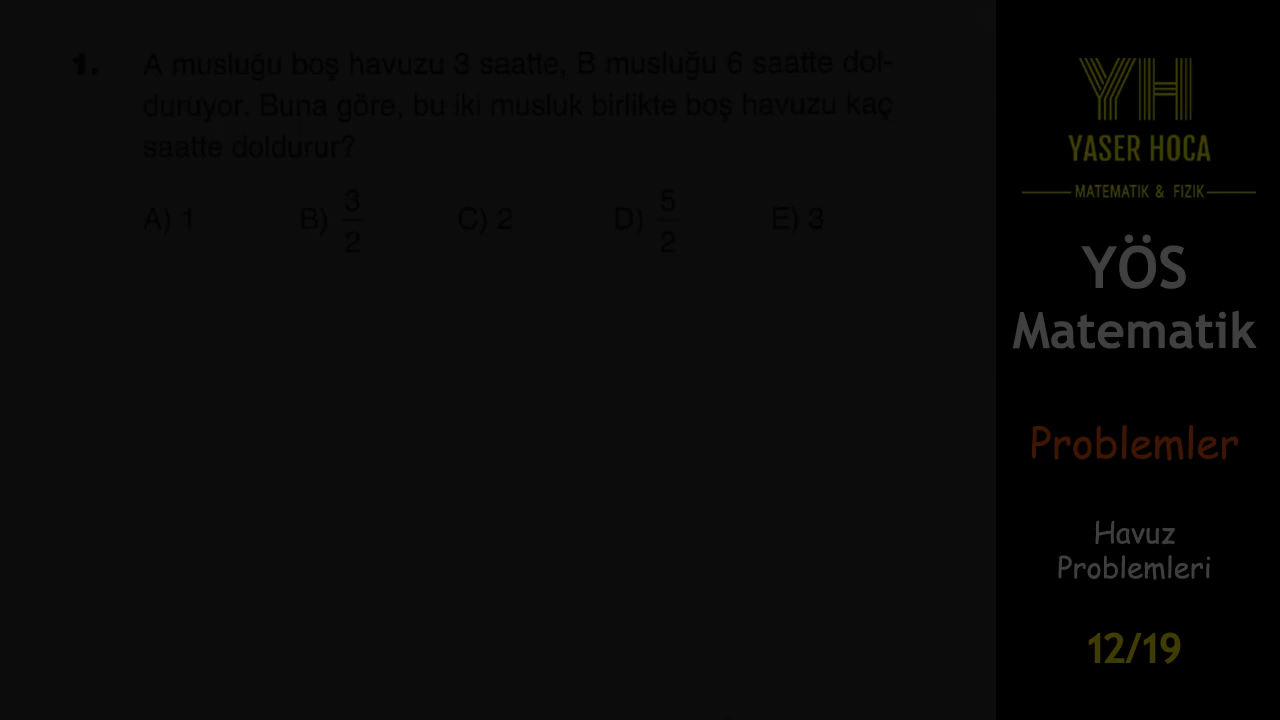 1. A musluğu boş havuzu 3 saatte, B musluğu 6 saatte dol-
duruyor. Buna göre, bu iki musluk birlikte boş havuzu kaç
saatte doldurur?
A) 1 B) 3/2 C) 2 D) 5/2 E) 3
YH
YASER HOCA
MATEMATIK & FIZIK
YÖS
Matematik
Problemler
Havuz
Problemleri
12/19